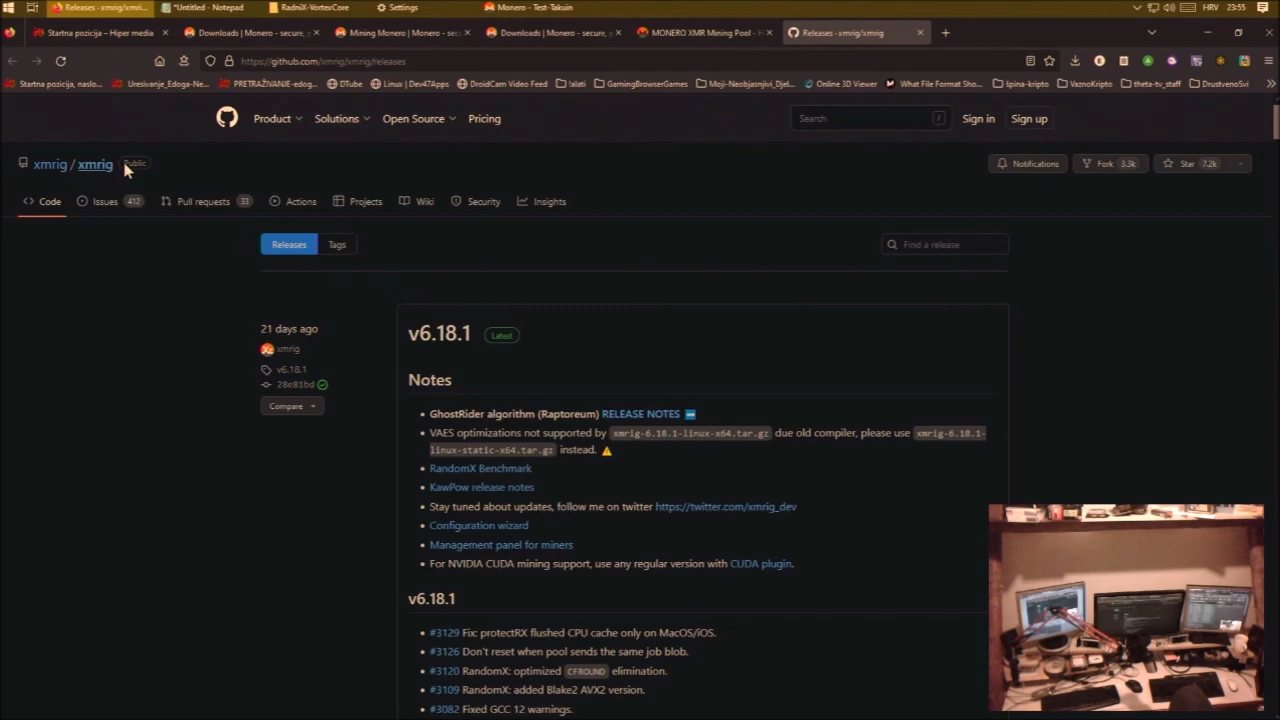 Releases - xmrig/xmri...
*Untitled - Notepad
RadniX-VortexCore
Settings
Monero - Test-Takuin
HRV
23:55
Startna pozicija – Hiper media
Downloads | Monero - secure, p
Mining Monero | Monero - sec
Downloads | Monero - secure, p
MONERO XMR Mining Pool - H
Releases - xmrig/xmrig
https://github.com/xmrig/xmrig/releases
Startna pozicija, naslo...
Uresivanje_Edoga-Ne...
PRETRAŽIVANJE-edog...
DTube
Linux | Dev47Apps
DroidCam Video Feed
!alati
GamingBrowserGames
Moji-Neobjasnjivi_Djel...
Online 3D Viewer
What File Format Sho...
špina-kripto
VaznoKripto
theta-tv_staff
DrustvenoSvi
Product
Solutions
Open Source
Pricing
Search
/
Sign in
Sign up
xmrig / xmrig
Public
Notifications
Fork 3.3k
Star 7.2k
Code
Issues 412
Pull requests 33
Actions
Projects
Wiki
Security
Insights
Releases
Tags
Find a release
21 days ago
xmrig
v6.18.1
28e81bd
Compare
v6.18.1 Latest
Notes
GhostRider algorithm (Raptoreum) RELEASE NOTES
VAES optimizations not supported by xmrig-6.18.1-linux-x64.tar.gz due old compiler, please use xmrig-6.18.1-
linux-static-x64.tar.gz instead.
RandomX Benchmark
KawPow release notes
Stay tuned about updates, follow me on twitter https://twitter.com/xmrig_dev
Configuration wizard
Management panel for miners
For NVIDIA CUDA mining support, use any regular version with CUDA plugin.
v6.18.1
#3129 Fix: protectRX flushed CPU cache only on MacOS/iOS.
#3126 Don't reset when pool sends the same job blob.
#3120 RandomX: optimized CFROUND elimination.
#3109 RandomX: added Blake2 AVX2 version.
#3082 Fixed GCC 12 warnings.